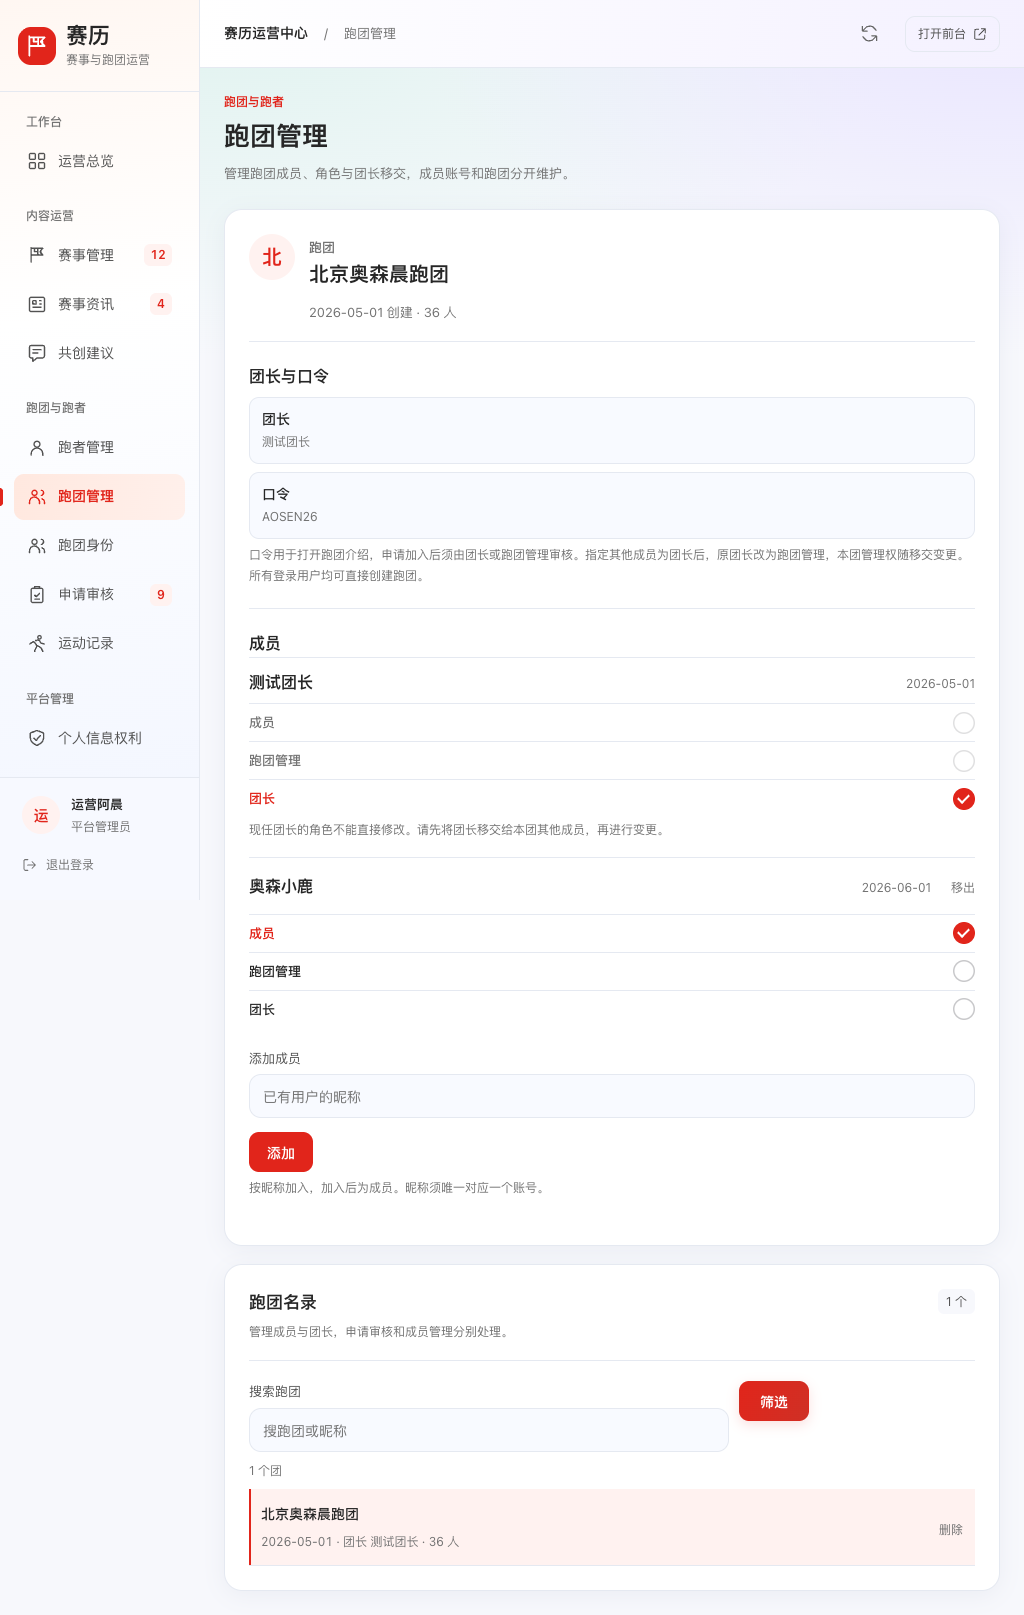 赛历
赛事与跑团运营
工作台
运营总览
内容运营
赛事管理 12
赛事资讯 4
共创建议
跑团与跑者
跑者管理
跑团管理
跑团身份
申请审核 9
运动记录
平台管理
个人信息权利
运
运营阿晨
平台管理员
退出登录
赛历运营中心 / 跑团管理
打开前台
跑团与跑者
跑团管理
管理跑团成员、角色与团长移交，成员账号和跑团分开维护。
北
跑团
北京奥森晨跑团
2026-05-01 创建 · 36 人
团长与口令
团长
测试团长
口令
AOSEN26
口令用于打开跑团介绍，申请加入后须由团长或跑团管理审核。指定其他成员为团长后，原团长改为跑团管理，本团管理权随移交变更。
所有登录用户均可直接创建跑团。
成员
测试团长 2026-05-01
成员
跑团管理
团长
现任团长的角色不能直接修改。请先将团长移交给本团其他成员，再进行变更。
奥森小鹿 2026-06-01 移出
成员
跑团管理
团长
添加成员
已有用户的昵称
添加
按昵称加入，加入后为成员。昵称须唯一对应一个账号。
跑团名录 1 个
管理成员与团长，申请审核和成员管理分别处理。
搜索跑团
搜跑团或昵称
筛选
1 个团
北京奥森晨跑团
2026-05-01 · 团长 测试团长 · 36 人
删除